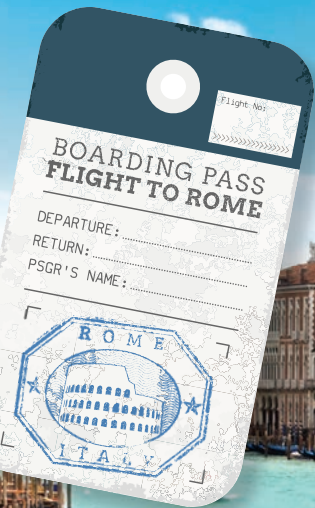 Flight No:
BOARDING PASS
FLIGHT TO ROME
DEPARTURE:
RETURN:
PSGR'S NAME:
ROME
ITALY